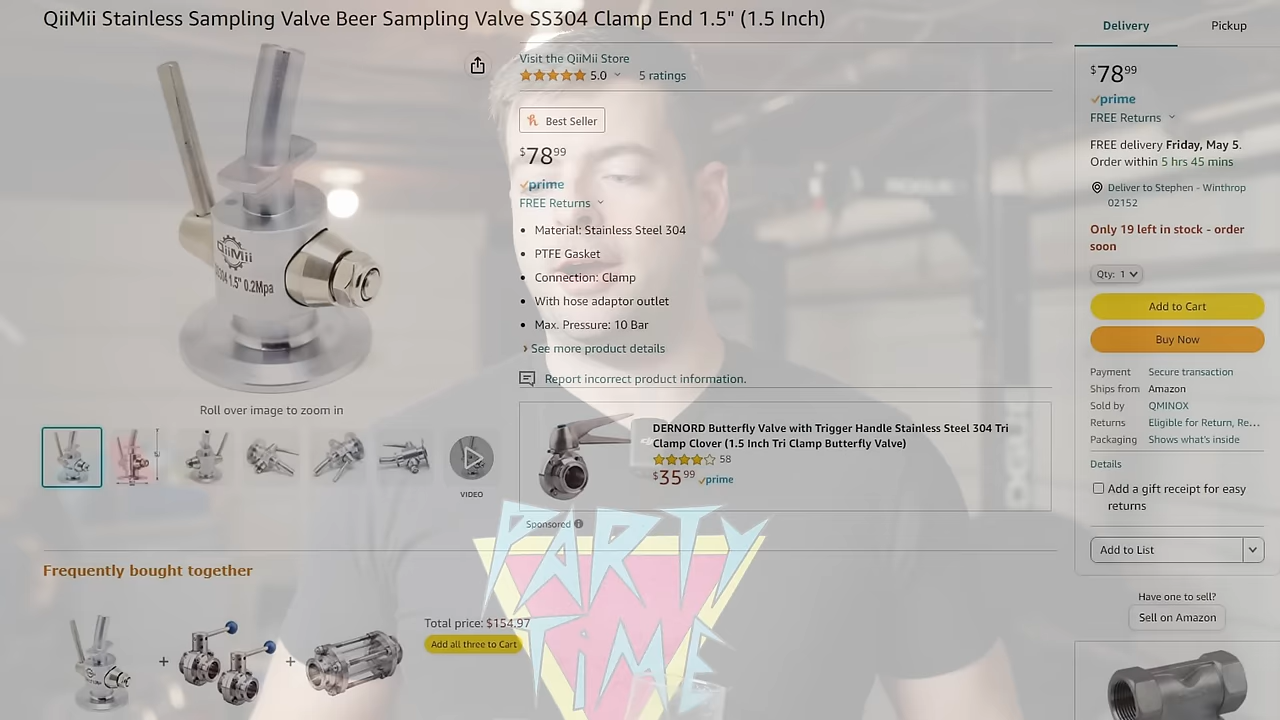 QiiMii Stainless Sampling Valve Beer Sampling Valve SS304 Clamp End 1.5" (1.5 Inch)
Visit the QiiMii Store
5.0
5 ratings
Best Seller
$78.99
prime
FREE Returns
Material: Stainless Steel 304
PTFE Gasket
Connection: Clamp
With hose adaptor outlet
Max. Pressure: 10 Bar
See more product details
Report incorrect product information.
QiiMii
SS304 1.5" 0.2Mpa
Roll over image to zoom in
VIDEO
DERNORD Butterfly Valve with Trigger Handle Stainless Steel 304 Tri
Clamp Clover (1.5 Inch Tri Clamp Butterfly Valve)
58
$35.99 prime
Sponsored
Frequently bought together
+
+
Total price: $154.97
Add all three to Cart
Delivery
Pickup
$78.99
prime
FREE Returns
FREE delivery Friday, May 5.
Order within 5 hrs 45 mins
Deliver to Stephen - Winthrop
02152
Only 19 left in stock - order
soon
Qty: 1
Add to Cart
Buy Now
Payment Secure transaction
Ships from Amazon
Sold by QMINOX
Returns Eligible for Return, Re…
Packaging Shows what's inside
Details
Add a gift receipt for easy
returns
Add to List
Have one to sell?
Sell on Amazon
PARTY
TIME
ROGUE